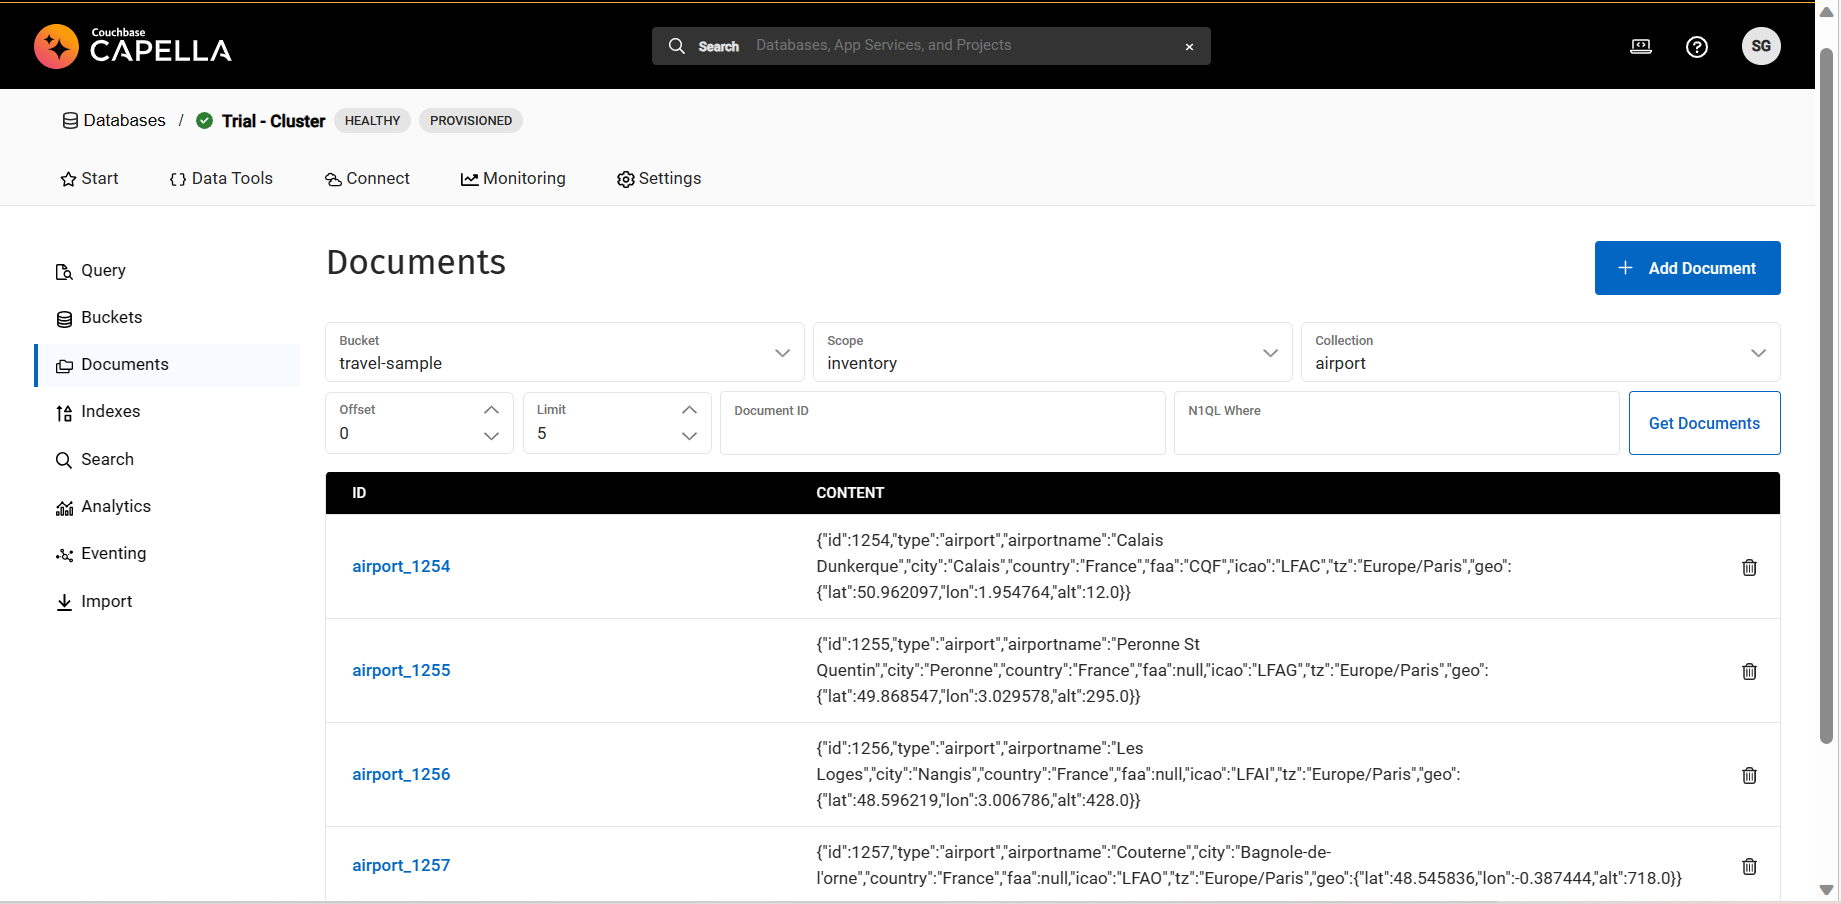 Couchbase
CAPELLA
Search Databases, App Services, and Projects ×
SG
Databases / Trial - Cluster HEALTHY PROVISIONED
Start Data Tools Connect Monitoring Settings
Query
Buckets
Documents
Indexes
Search
Analytics
Eventing
Import
Documents
+ Add Document
Bucket
travel-sample
Scope
inventory
Collection
airport
Offset
0
Limit
5
Document ID
N1QL Where
Get Documents
ID CONTENT
airport_1254
{"id":1254,"type":"airport","airportname":"Calais
Dunkerque","city":"Calais","country":"France","faa":"CQF","icao":"LFAC","tz":"Europe/Paris","geo":
{"lat":50.962097,"lon":1.954764,"alt":12.0}}
airport_1255
{"id":1255,"type":"airport","airportname":"Peronne St
Quentin","city":"Peronne","country":"France","faa":null,"icao":"LFAG","tz":"Europe/Paris","geo":
{"lat":49.868547,"lon":3.029578,"alt":295.0}}
airport_1256
{"id":1256,"type":"airport","airportname":"Les
Loges","city":"Nangis","country":"France","faa":null,"icao":"LFAI","tz":"Europe/Paris","geo":
{"lat":48.596219,"lon":3.006786,"alt":428.0}}
airport_1257
{"id":1257,"type":"airport","airportname":"Couterne","city":"Bagnole-de-
l'orne","country":"France","faa":null,"icao":"LFAO","tz":"Europe/Paris","geo":{"lat":48.545836,"lon":-0.387444,"alt":718.0}}